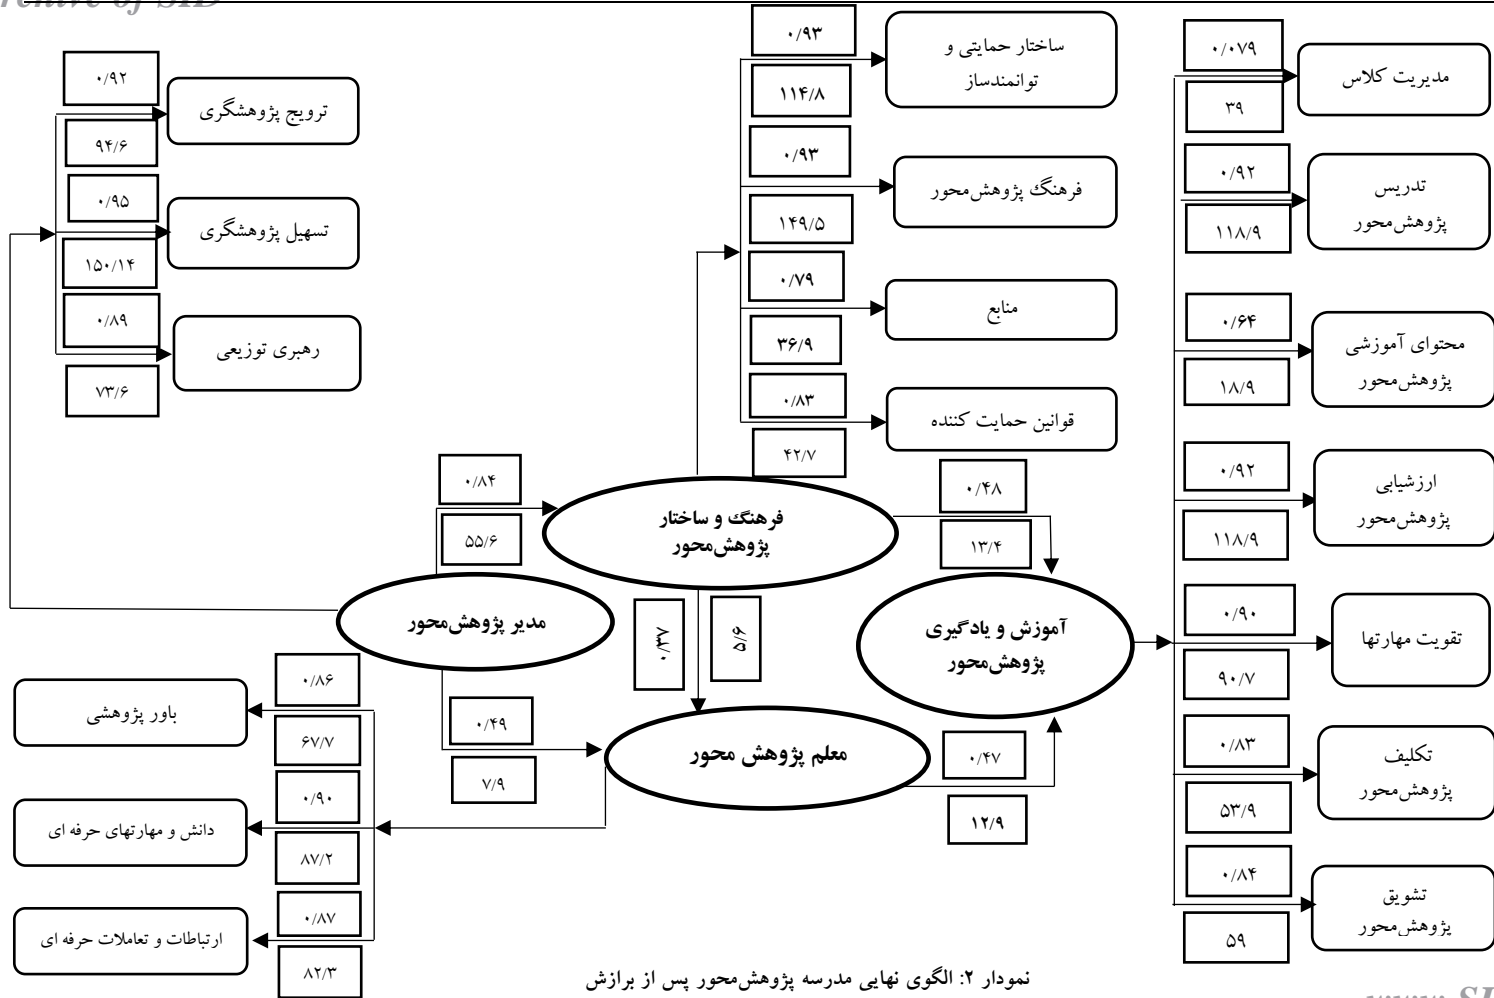 Archive of SID
۰/۹۳
ساختار حمایتی و
توانمندساز
۱۱۴/۸
۰/۹۳
فرهنگ پژوهش‌محور
۱۴۹/۵
۰/۷۹
منابع
۳۶/۹
۰/۸۳
قوانین حمایت کننده
۴۲/۷
۰/۰۷۹
مدیریت کلاس
۳۹
۰/۹۲
تدریس
پژوهش‌محور
۱۱۸/۹
۰/۶۴
محتوای آموزشی
پژوهش‌محور
۱۸/۹
۰/۹۲
ارزشیابی
پژوهش‌محور
۱۱۸/۹
۰/۹۰
تقویت مهارتها
۹۰/۷
۰/۸۳
تکلیف
پژوهش‌محور
۵۳/۹
۰/۸۴
تشویق
پژوهش‌محور
۵۹
۰/۹۲
ترویج پژوهشگری
۹۴/۶
۰/۹۵
تسهیل پژوهشگری
۱۵۰/۱۴
۰/۸۹
رهبری توزیعی
۷۳/۶
۰/۸۴
۵۵/۶
فرهنگ و ساختار
پژوهش‌محور
۰/۴۸
۱۳/۴
مدیر پژوهش‌محور
۰/۳۷
۵/۶
آموزش و یادگیری
پژوهش‌محور
۰/۴۹
۷/۹
معلم پژوهش محور
۰/۴۷
۱۲/۹
۰/۸۶
باور پژوهشی
۶۷/۷
۰/۹۰
دانش و مهارتهای حرفه ای
۸۷/۲
۰/۸۷
ارتباطات و تعاملات حرفه ای
۸۲/۳
نمودار ۲: الگوی نهایی مدرسه پژوهش‌محور پس از برازش